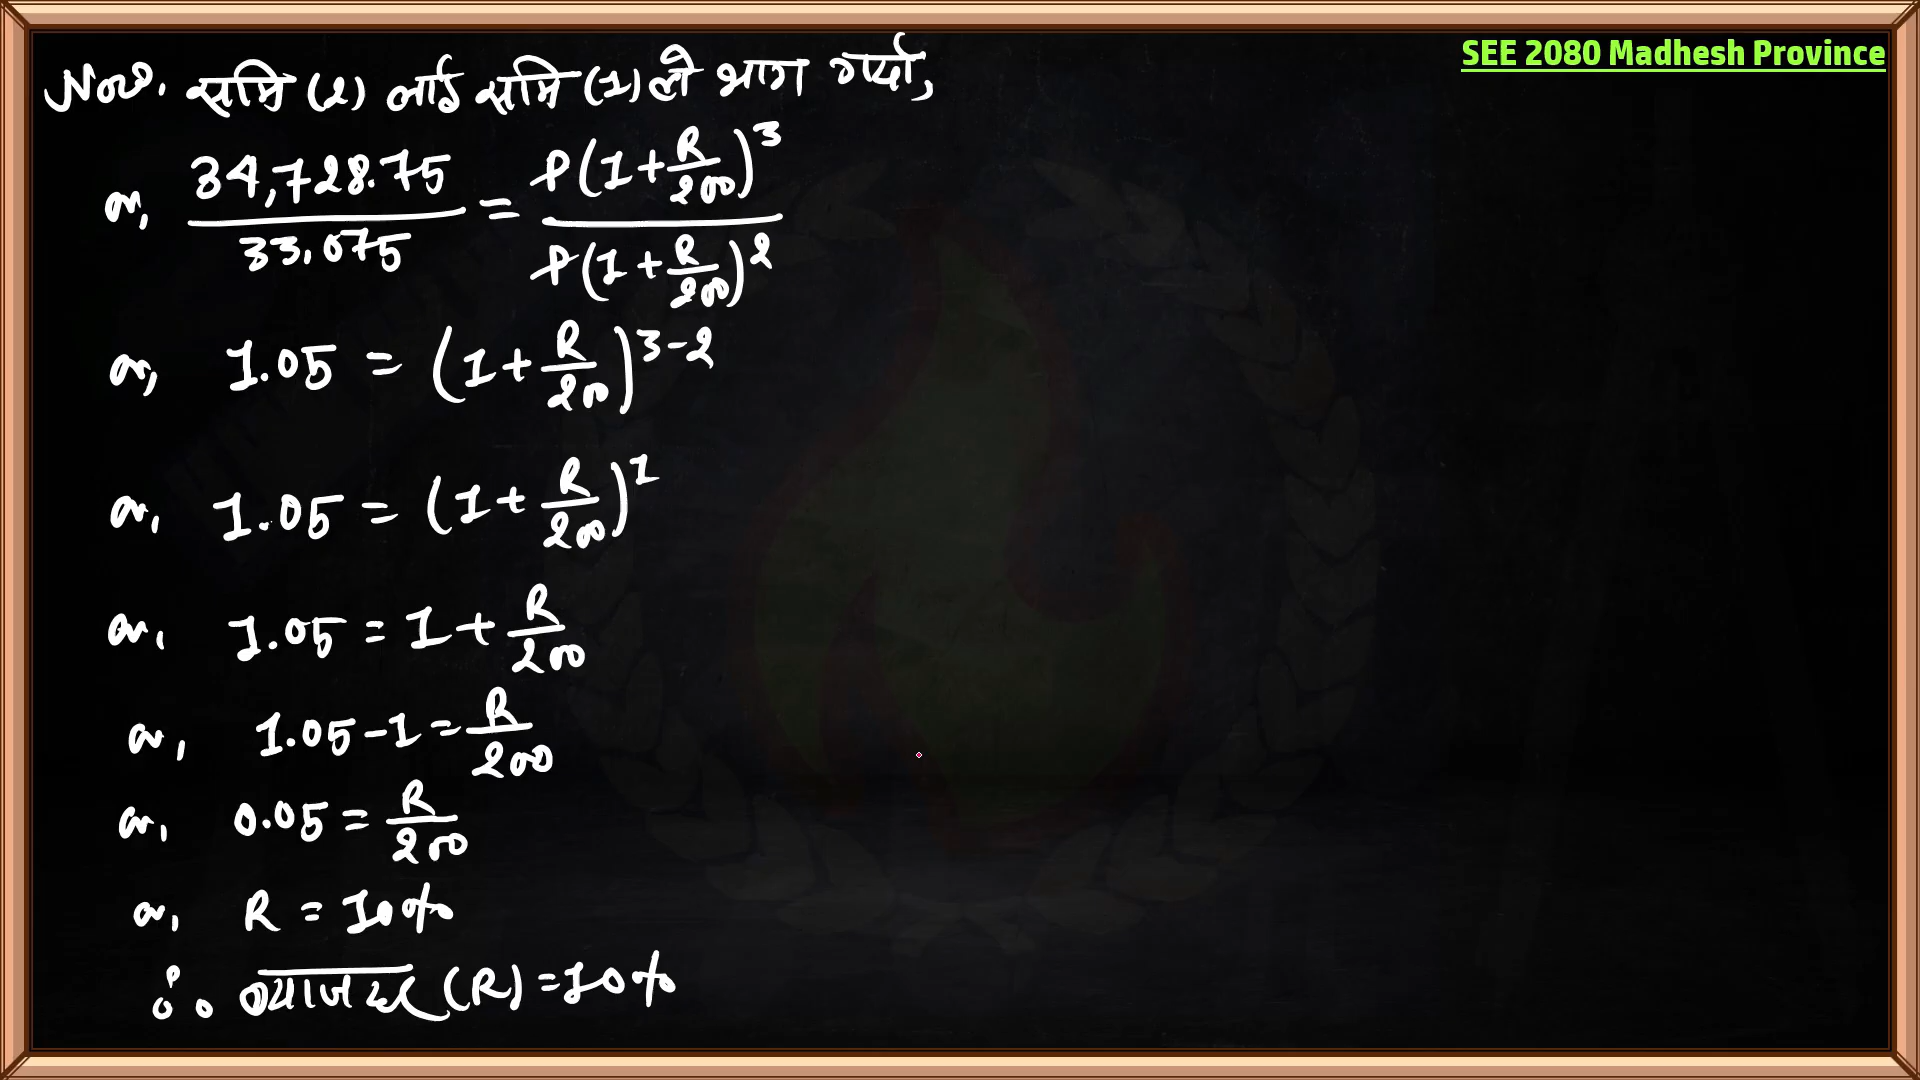 SEE 2080 Madhesh Province
Now, समि (2) लाई समि (1) ले भाग गर्दा,
or, 34,728.75 / 33,075 = P(1+R/200)^3 / P(1+R/200)^2
or, 1.05 = (1+R/200)^3-2
or, 1.05 = (1+R/200)^1
or, 1.05 = 1+R/200
or, 1.05-1 = R/200
or, 0.05 = R/200
or, R = 10%
∴ ब्याजदर (R) = 10%